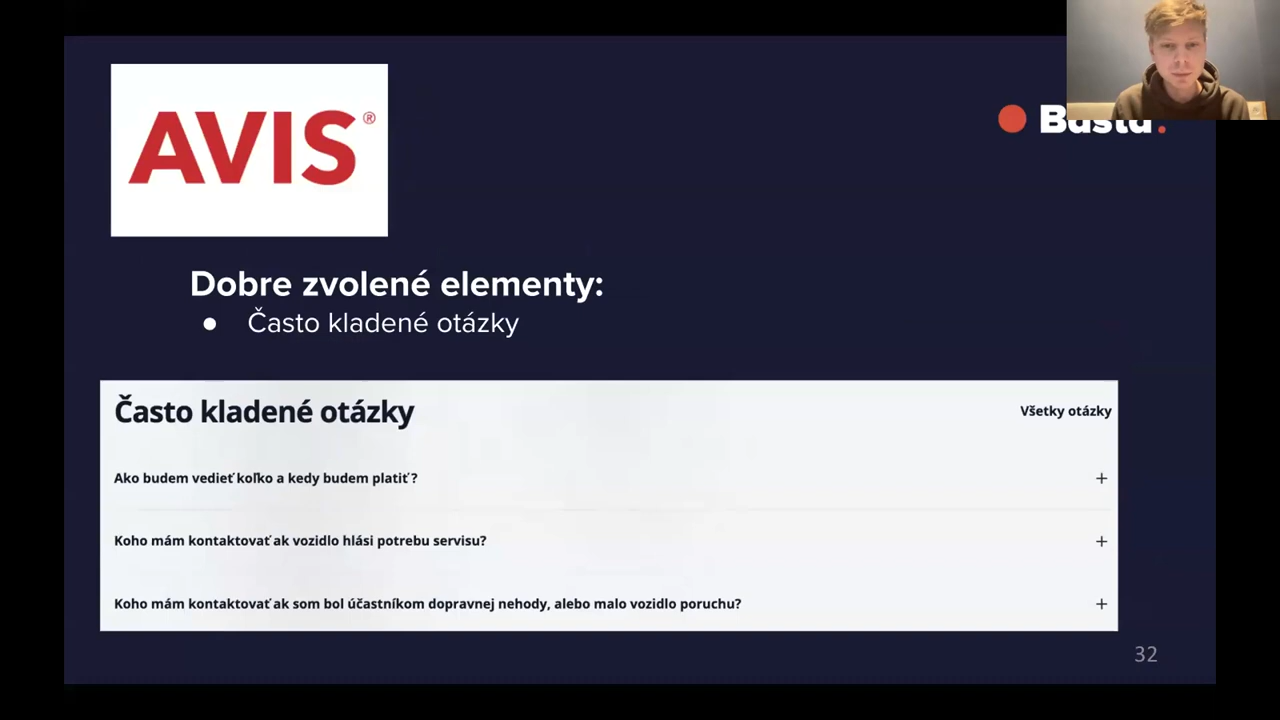 AVIS®
Basta.
Dobre zvolené elementy:
● Často kladené otázky
Často kladené otázky
Všetky otázky
Ako budem vedieť koľko a kedy budem platiť ?
+
Koho mám kontaktovať ak vozidlo hlási potrebu servisu?
+
Koho mám kontaktovať ak som bol účastníkom dopravnej nehody, alebo malo vozidlo poruchu?
+
32